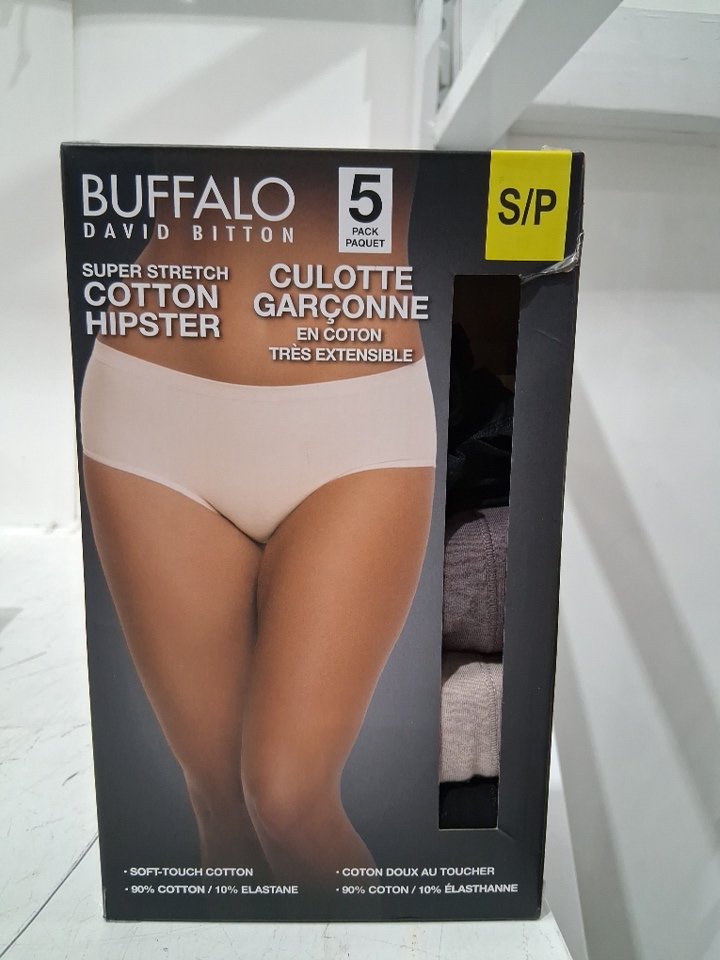 BUFFALO
DAVID BITTON
5
PACK
PAQUET
S/P
SUPER STRETCH
COTTON
HIPSTER
CULOTTE
GARÇONNE
EN COTON
TRÈS EXTENSIBLE
• SOFT-TOUCH COTTON
• 90% COTTON / 10% ELASTANE
• COTON DOUX AU TOUCHER
• 90% COTON / 10% ÉLASTHANNE